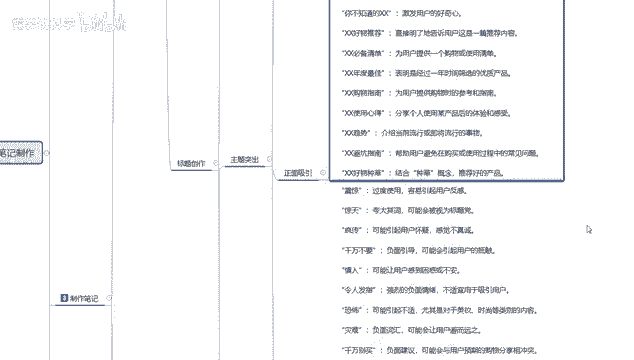 "你不知道的XX"：激发用户的好奇心。
"XX好物推荐"：直接明了地告诉用户这是一篇推荐内容。
"XX必备清单"：为用户提供一个购物或使用清单。
"XX年度最佳"：表明是经过一年时间筛选的优质产品。
"XX购物指南"：为用户提供购物时的参考和指南。
"XX使用心得"：分享个人使用某产品后的体验和感受。
"XX趋势"：介绍当前流行或即将流行的事物。
"XX避坑指南"：帮助用户避免在购买或使用过程中的常见问题。
"XX好物种草"：结合"种草"概念，推荐好的产品。
笔记制作
标题创作
主题突出
正面吸引
"震惊"：过度使用，容易引起用户反感。
"惊天"：夸大其词，可能会被视为标题党。
"疯传"：可能引起用户怀疑，感觉不真诚。
"千万不要"：负面引导，可能会引起用户的抵触。
"慎入"：可能让用户感到困惑或不安。
"令人发指"：强烈的负面情绪，不适宜用于吸引用户。
"恐怖"：可能引起不适，尤其是对于美妆、时尚等类别的内容。
"灾难"：负面词汇，可能会让用户避而远之。
"千万别买"：负面建议，可能会与用户预期的购物分享相冲突。
3 制作笔记